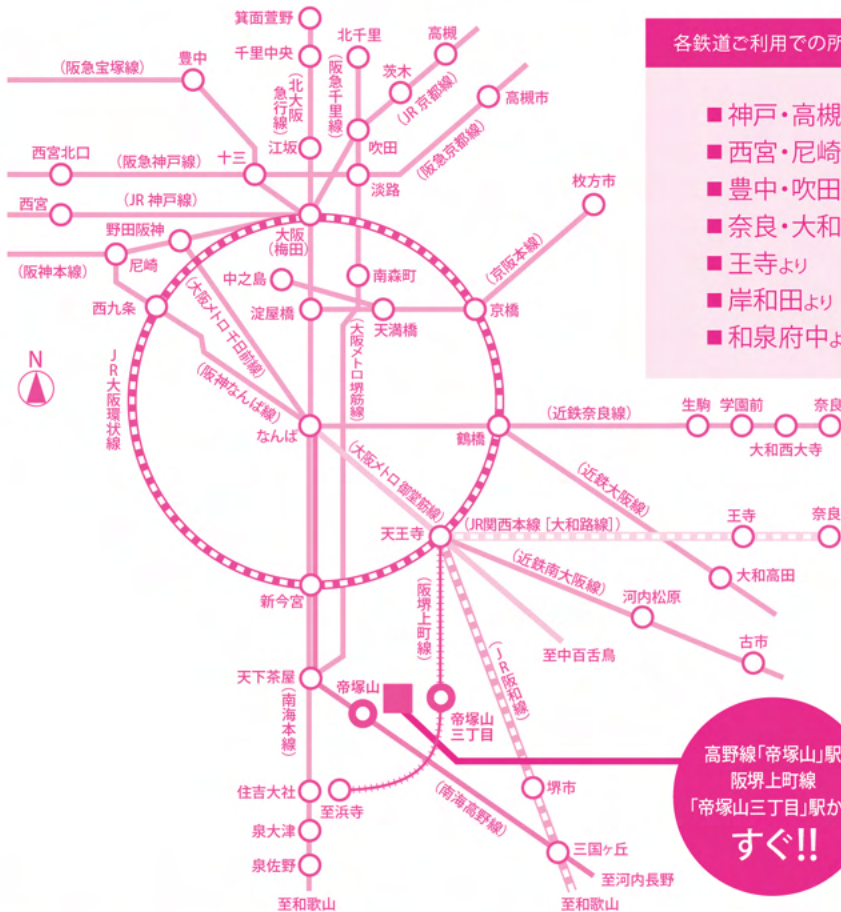 箕面萱野
北千里
高槻
豊中
千里中央
(阪急宝塚線)
(北大阪
急行線)
(阪急千里線)
茨木
(JR京都線)
高槻市
江坂
吹田
(阪急京都線)
西宮北口
(阪急神戸線)
十三
淡路
西宮
(JR 神戸線)
枚方市
野田阪神
大阪
(梅田)
(阪神本線)
尼崎
中之島
南森町
(京阪本線)
西九条
(大阪メトロ千日前線)
淀屋橋
天満橋
京橋
N
JR大阪環状線
(阪神なんば線)
(大阪メトロ堺筋線)
なんば
鶴橋
(近鉄奈良線)
生駒
学園前
奈良
大和西大寺
(大阪メトロ御堂筋線)
(近鉄大阪線)
天王寺
(JR関西本線[大和路線])
王寺
奈良
大和高田
(近鉄南大阪線)
河内松原
新今宮
(阪堺上町線)
至中百舌鳥
古市
(JR阪和線)
天下茶屋
帝塚山
(南海本線)
帝塚山
三丁目
住吉大社
至浜寺
堺市
(南海高野線)
泉大津
泉佐野
三国ヶ丘
至河内長野
至和歌山
至和歌山
各鉄道ご利用での所
■神戸・高槻
■西宮・尼崎
■豊中・吹田
■奈良・大和
■王寺より
■岸和田より
■和泉府中よ
高野線「帝塚山」駅
阪堺上町線
「帝塚山三丁目」駅か
すぐ!!